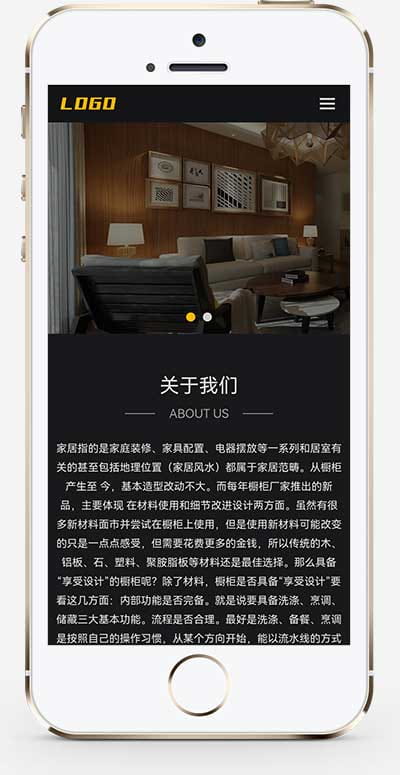 LOGO
关于我们
ABOUT US
家居指的是家庭装修、家具配置、电器摆放等一系列和居室有
关的甚至包括地理位置（家居风水）都属于家居范畴。从橱柜
产生至 今，基本造型改动不大。而每年橱柜厂家推出的新
品，主要体现 在材料使用和细节改进设计两方面。虽然有很
多新材料面市并尝试在橱柜上使用，但是使用新材料可能改变
的只是一点点感受，但需要花费更多的金钱，所以传统的木、
铝板、石、塑料、聚胺脂板等材料还是最佳选择。那么具备
“享受设计”的橱柜呢？除了材料，橱柜是否具备“享受设计”要
看这几方面：内部功能是否完备。就是说要具备洗涤、烹调、
储藏三大基本功能。流程是否合理。最好是洗涤、备餐、烹调
是按照自己的操作习惯，从某个方向开始，能以流水线的方式